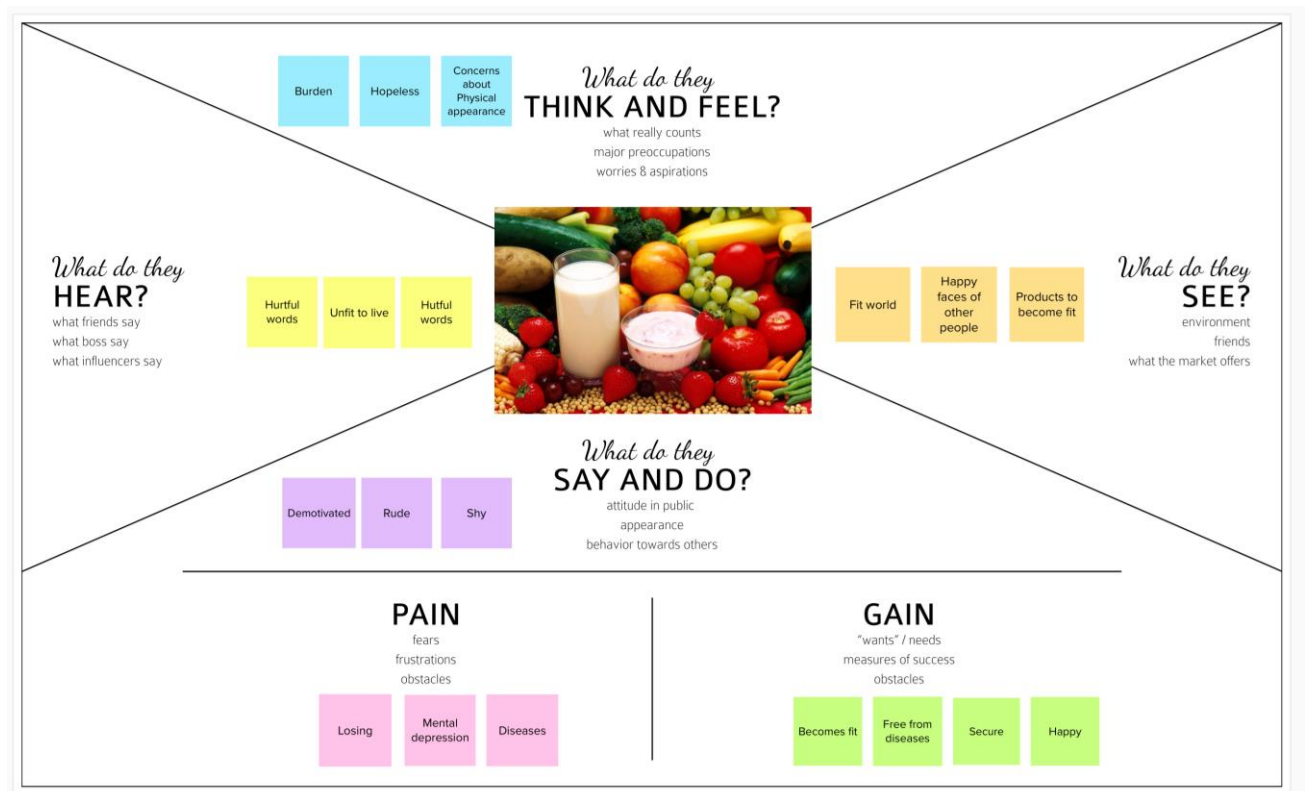 Burden
Hopeless
Concerns
about
Physical
appearance
What do they
THINK AND FEEL?
what really counts
major preoccupations
worries & aspirations
What do they
HEAR?
what friends say
what boss say
what influencers say
Hurtful
words
Unfit to live
Hutful
words
Fit world
Happy
faces of
other
people
Products to
become fit
What do they
SEE?
environment
friends
what the market offers
What do they
SAY AND DO?
attitude in public
appearance
behavior towards others
Demotivated
Rude
Shy
PAIN
fears
frustrations
obstacles
Losing
Mental
depression
Diseases
GAIN
"wants" / needs
measures of success
obstacles
Becomes fit
Free from
diseases
Secure
Happy